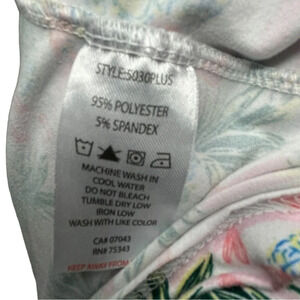 STYLE:5030PLUS
95% POLYESTER
5% SPANDEX
MACHINE WASH IN
COOL WATER
DO NOT BLEACH
TUMBLE DRY LOW
IRON LOW
WASH WITH LIKE COLOR
CA# 07043
RN# 75343
KEEP AWAY FROM